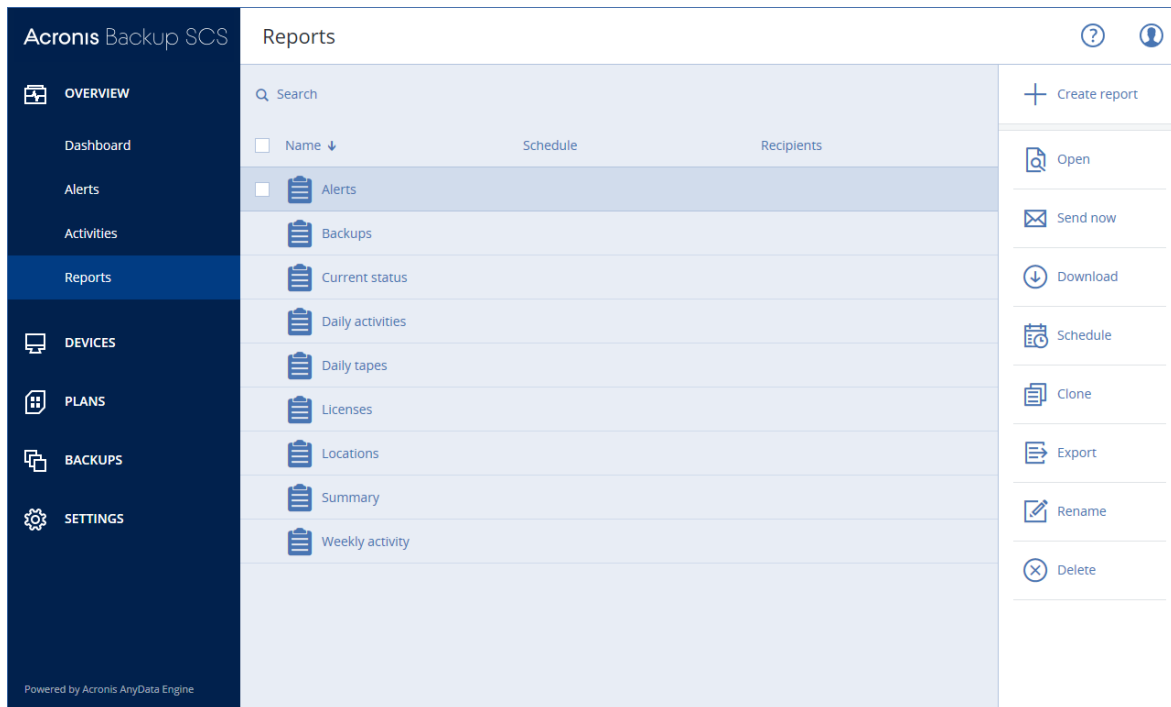 Acronis Backup SCS
Reports
OVERVIEW
Dashboard
Alerts
Activities
Reports
DEVICES
PLANS
BACKUPS
SETTINGS
Powered by Acronis AnyData Engine
Search
Name Schedule Recipients
Alerts
Backups
Current status
Daily activities
Daily tapes
Licenses
Locations
Summary
Weekly activity
?
Create report
Open
Send now
Download
Schedule
Clone
Export
Rename
Delete